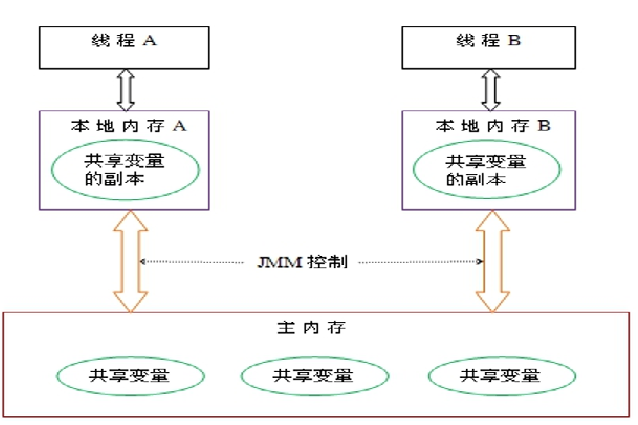 线程 A
线程 B
本地内存 A
本地内存 B
共享变量
的副本
共享变量
的副本
JMM 控制
主内存
共享变量
共享变量
共享变量